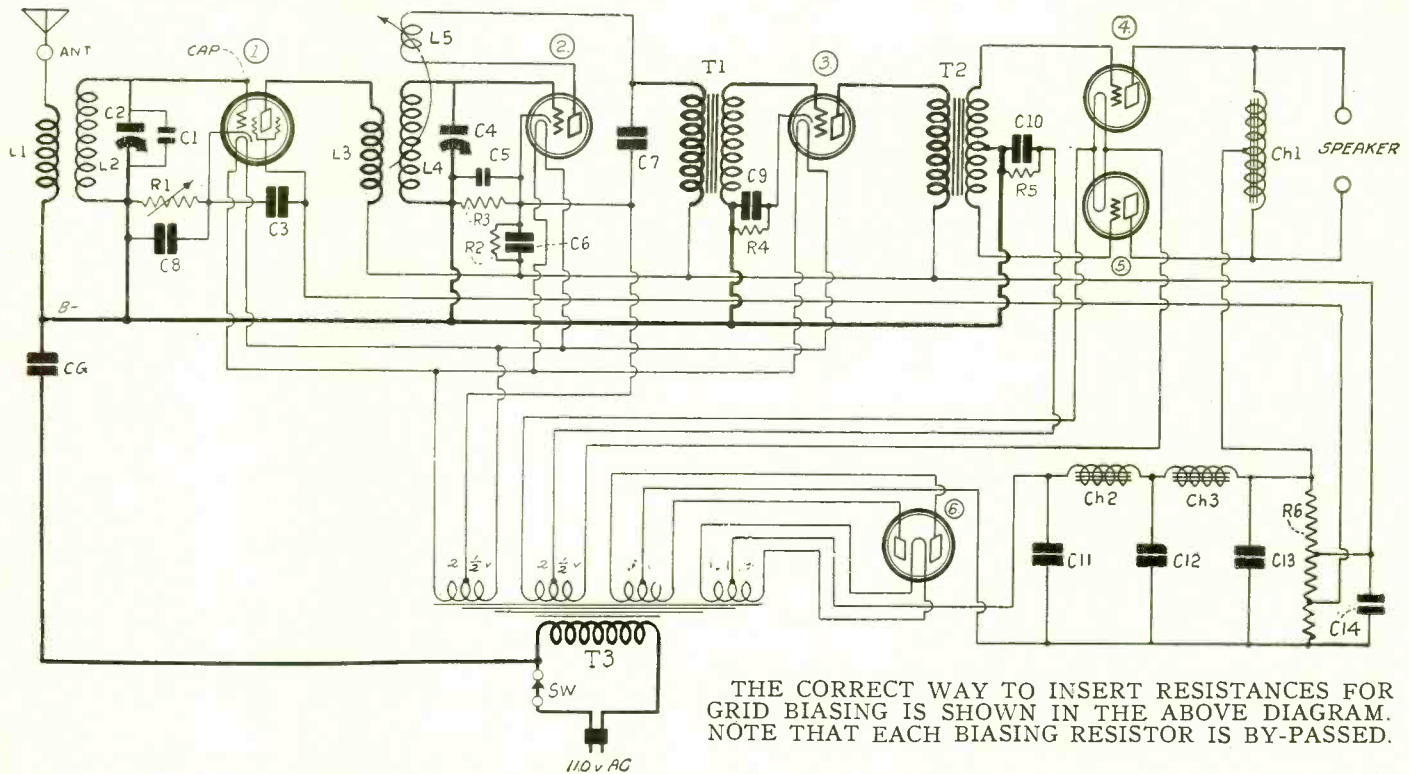 ANT
CAP
1
2
L5
T1
3
T2
4
C2
C1
L1
L2
L3
L4
C4
C5
C7
C10
Ch1
SPEAKER
R1
C3
C9
R5
R3
R4
C8
R2
C6
5
B-
CG
Ch2
Ch3
6
R6
C11
C12
C13
C14
2 1/2 v
2 1/2 v
T3
SW
110 v AC
THE CORRECT WAY TO INSERT RESISTANCES FOR
GRID BIASING IS SHOWN IN THE ABOVE DIAGRAM.
NOTE THAT EACH BIASING RESISTOR IS BY-PASSED.